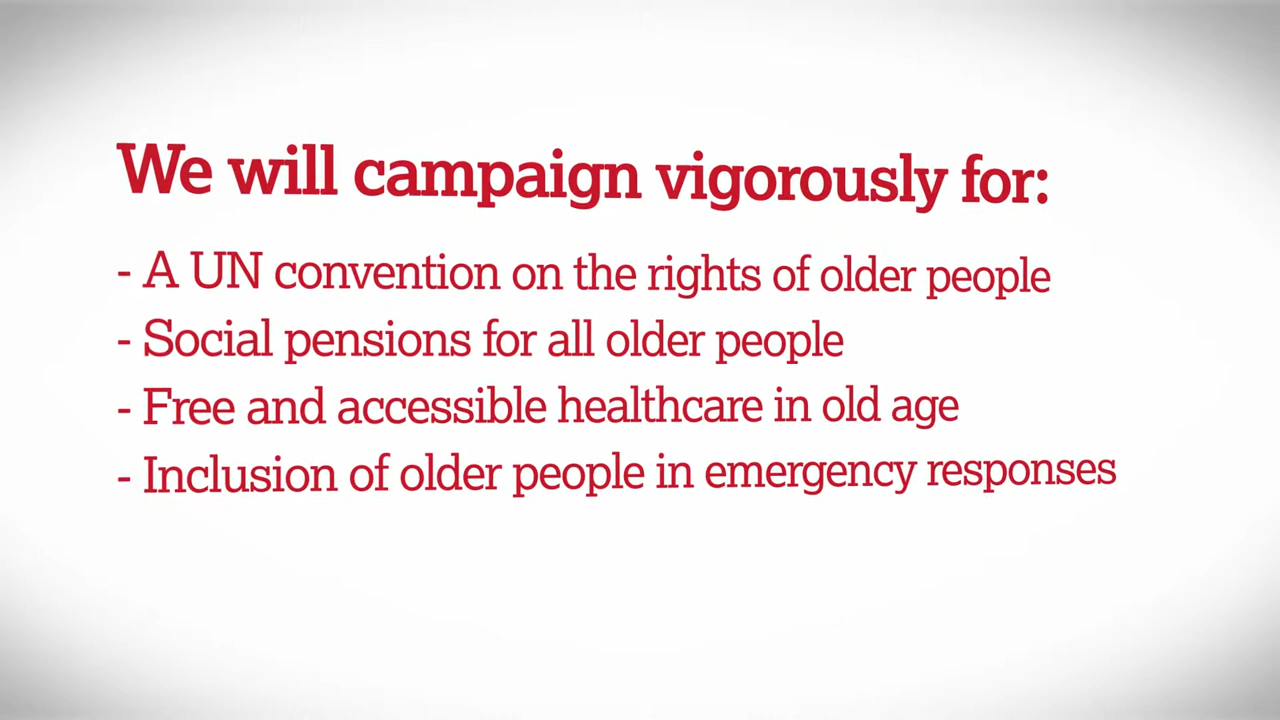 We will campaign vigorously for:
- A UN convention on the rights of older people
- Social pensions for all older people
- Free and accessible healthcare in old age
- Inclusion of older people in emergency responses